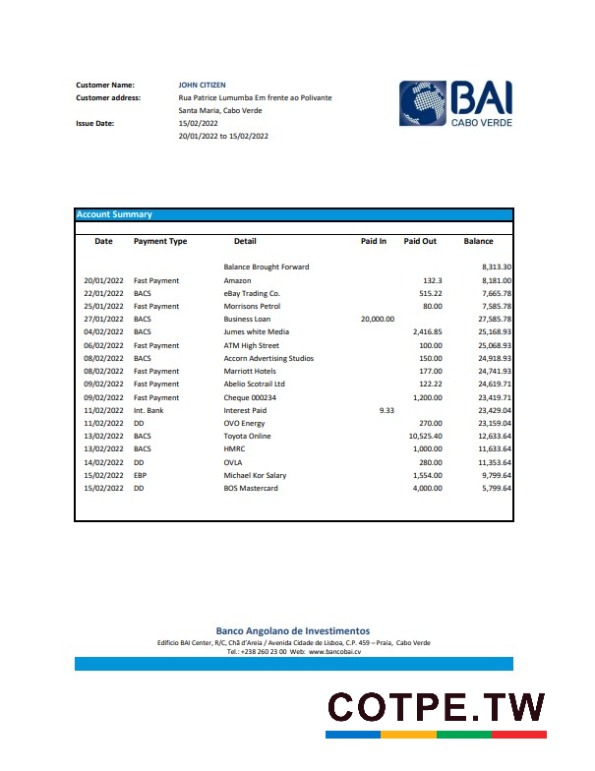 Customer Name: JOHN CITIZEN
Customer address: Rua Patrice Lumumba Em frente ao Polivante
Santa Maria, Cabo Verde
Issue Date: 15/02/2022
20/01/2022 to 15/02/2022
BAI
CABO VERDE
Account Summary
Date Payment Type Detail Paid In Paid Out Balance
Balance Brought Forward 8,313.30
20/01/2022 Fast Payment Amazon 132.3 8,181.00
22/01/2022 BACS eBay Trading Co. 515.22 7,665.78
25/01/2022 Fast Payment Morrisons Petrol 80.00 7,585.78
27/01/2022 BACS Business Loan 20,000.00 27,585.78
04/02/2022 BACS Jumes white Media 2,416.85 25,168.93
06/02/2022 Fast Payment ATM High Street 100.00 25,068.93
08/02/2022 BACS Accorn Advertising Studios 150.00 24,918.93
08/02/2022 Fast Payment Marriott Hotels 177.00 24,741.93
09/02/2022 Fast Payment Abelio Scotrail Ltd 122.22 24,619.71
09/02/2022 Fast Payment Cheque 000234 1,200.00 23,419.71
11/02/2022 Int. Bank Interest Paid 9.33 23,429.04
11/02/2022 DD OVO Energy 270.00 23,159.04
13/02/2022 BACS Toyota Online 10,525.40 12,633.64
13/02/2022 BACS HMRC 1,000.00 11,633.64
14/02/2022 DD OVLA 280.00 11,353.64
15/02/2022 EBP Michael Kor Salary 1,554.00 9,799.64
15/02/2022 DD BOS Mastercard 4,000.00 5,799.64
Banco Angolano de Investimentos
Edifício BAI Center, R/C, Chã d'Areia / Avenida Cidade de Lisboa, C.P. 459 – Praia, Cabo Verde
Tel.: +238 260 23 00 Web: www.bancobai.cv
COTPE.TW